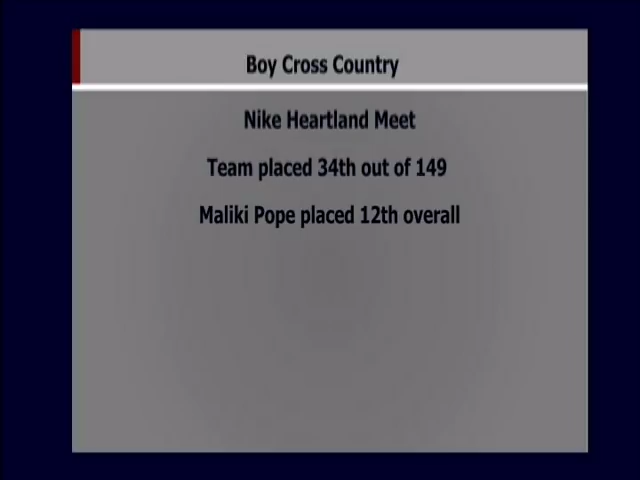 Boy Cross Country
Nike Heartland Meet
Team placed 34th out of 149
Maliki Pope placed 12th overall